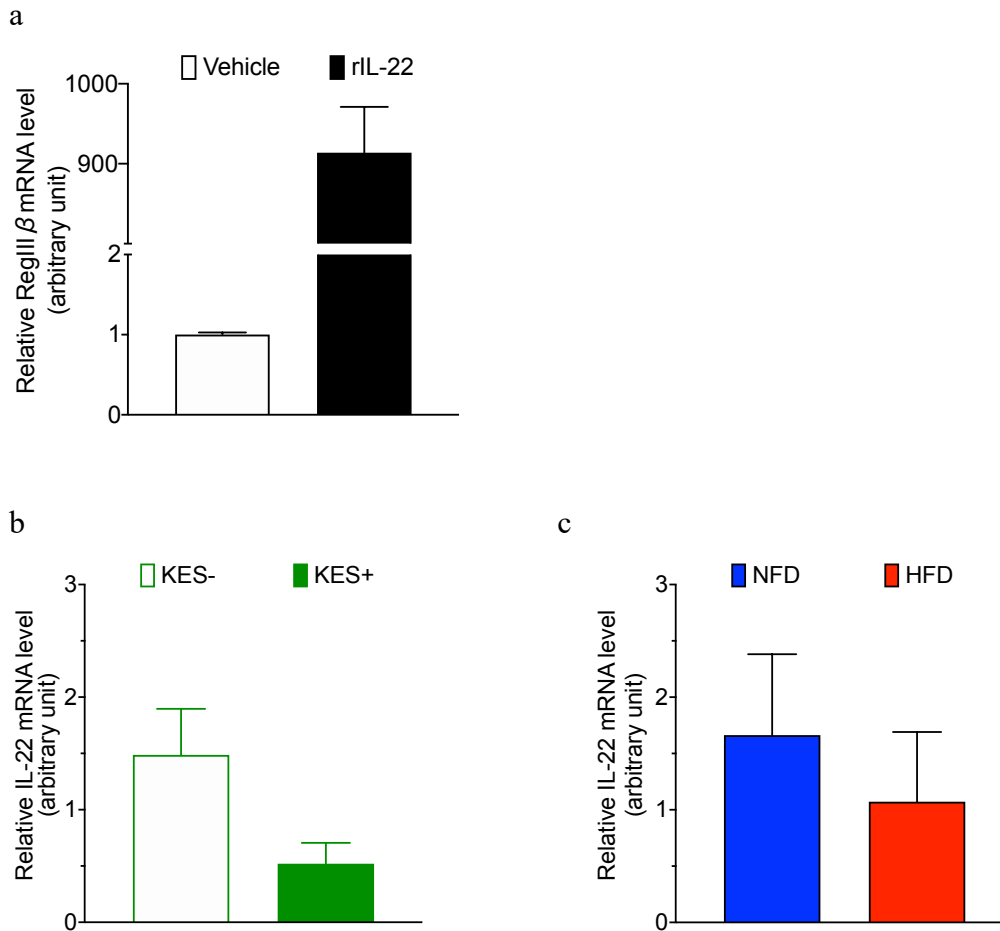 a
Vehicle rIL-22
Relative RegIII β mRNA level
(arbitrary unit)
1000
900
2
1
0
b
KES- KES+
Relative IL-22 mRNA level
(arbitrary unit)
3
2
1
0
c
NFD HFD
Relative IL-22 mRNA level
(arbitrary unit)
3
2
1
0